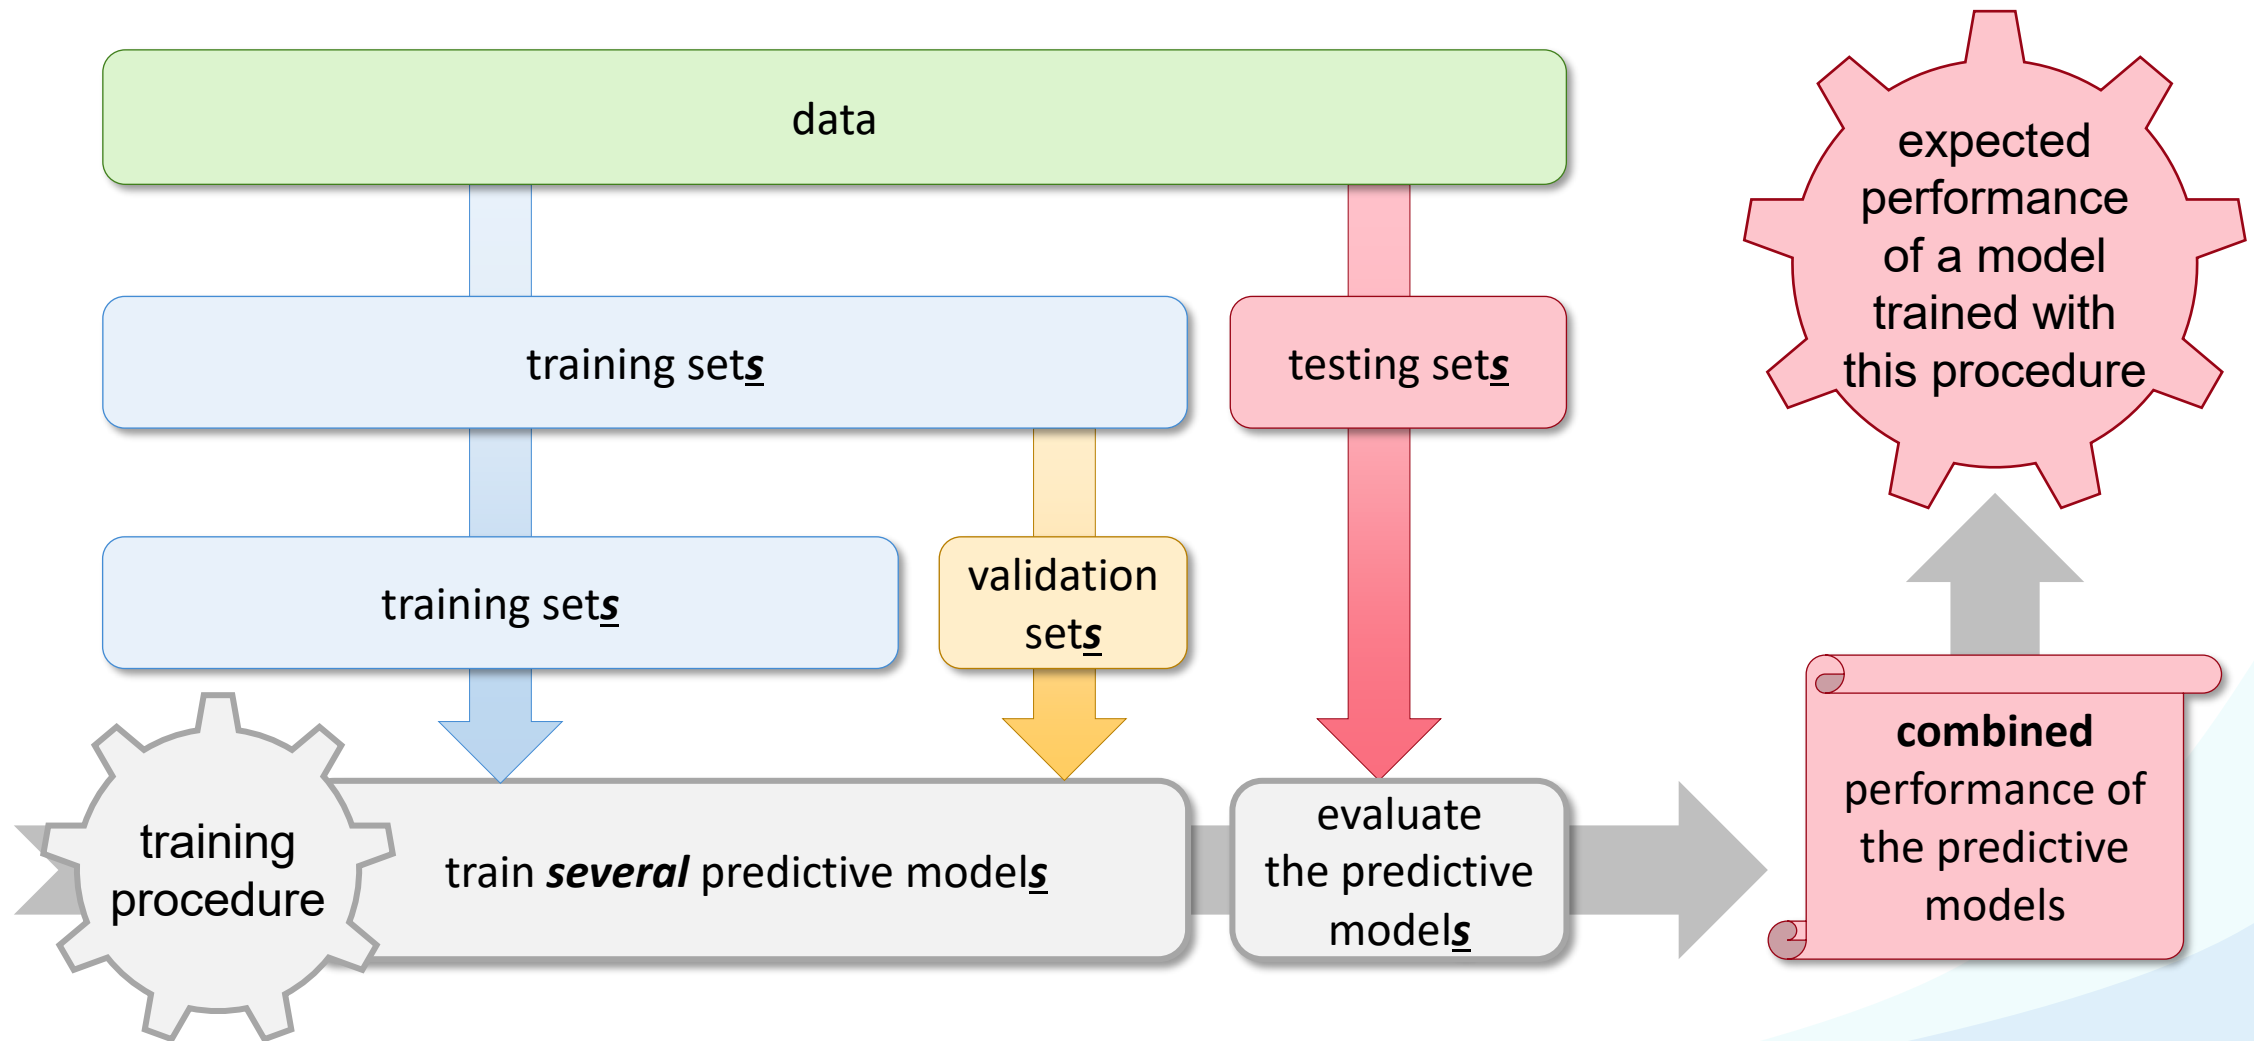 data
expected
performance
of a model
trained with
this procedure
training sets
testing sets
training sets
validation
sets
training
procedure
train several predictive models
evaluate
the predictive
models
combined
performance of
the predictive
models